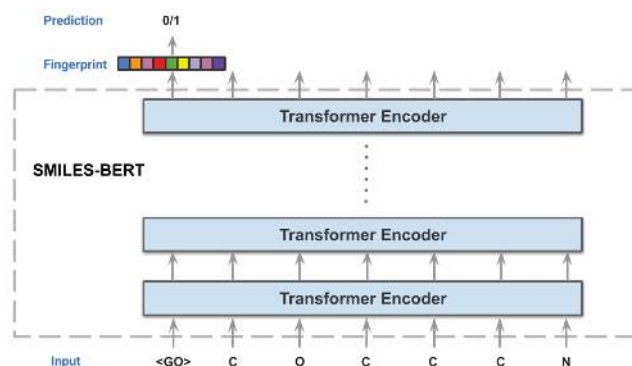 Prediction 0/1
Fingerprint
Transformer Encoder
SMILES-BERT
Transformer Encoder
Transformer Encoder
Input <GO> C O C C C N